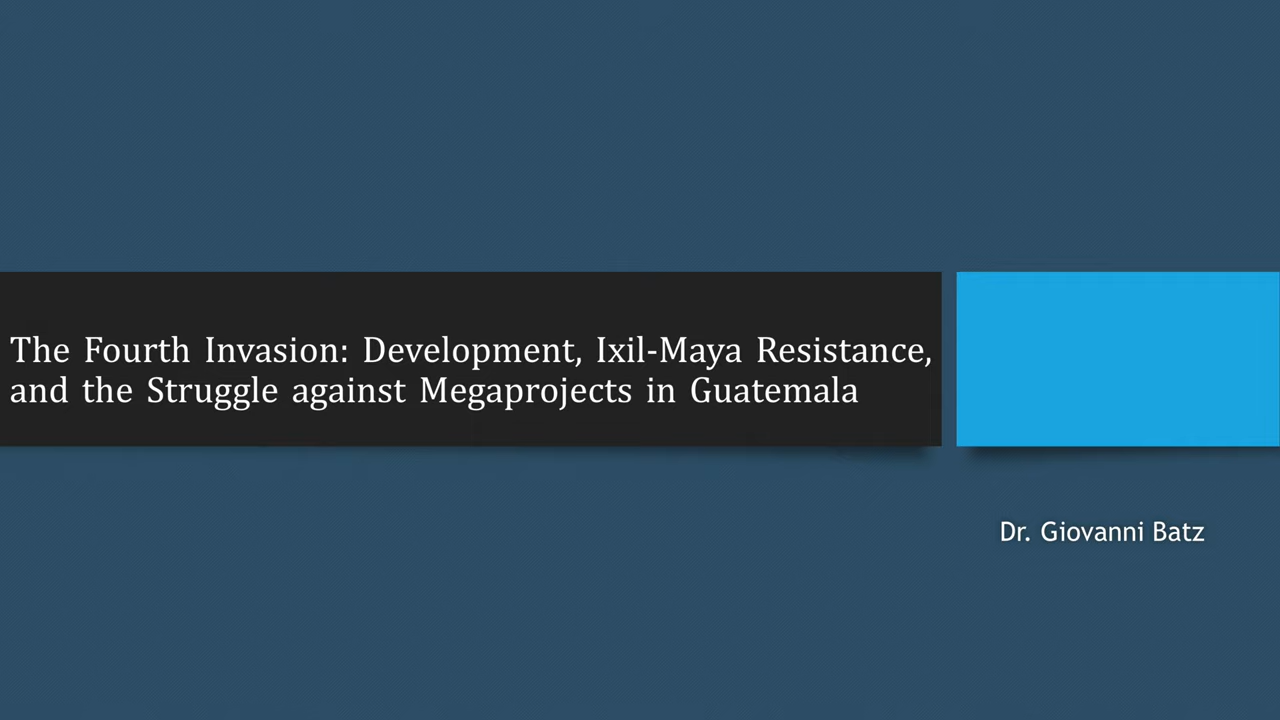 The Fourth Invasion: Development, Ixil-Maya Resistance,
and the Struggle against Megaprojects in Guatemala
Dr. Giovanni Batz